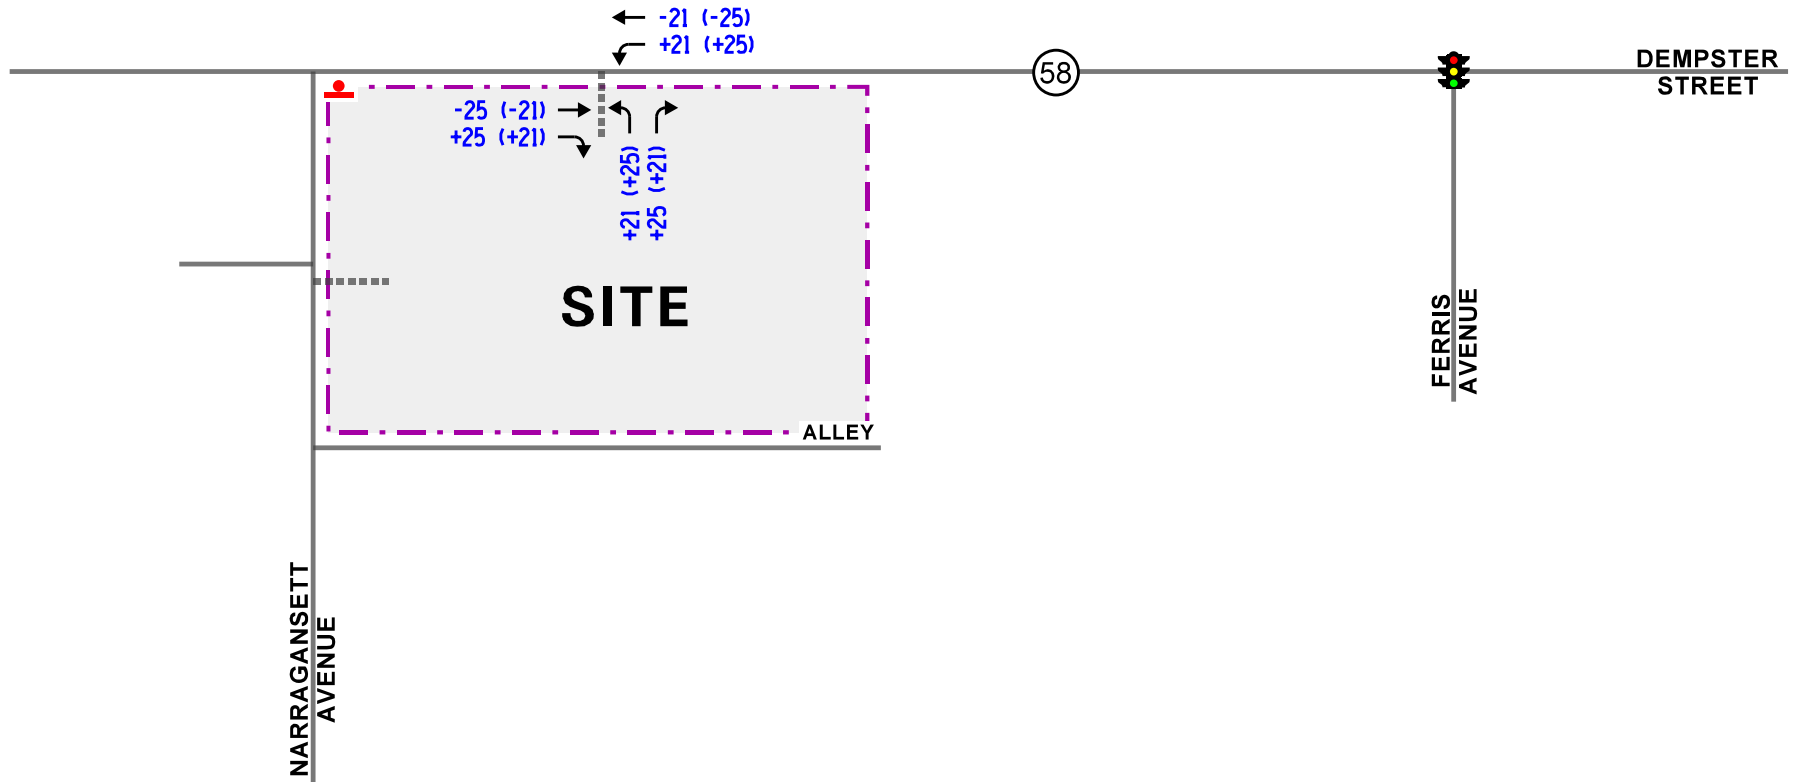 -21 (-25)
+21 (+25)
58
DEMPSTER
STREET
-25 (-21)
+25 (+21)
+21 (+25)
+25 (+21)
SITE
FERRIS
AVENUE
ALLEY
NARRAGANSETT
AVENUE